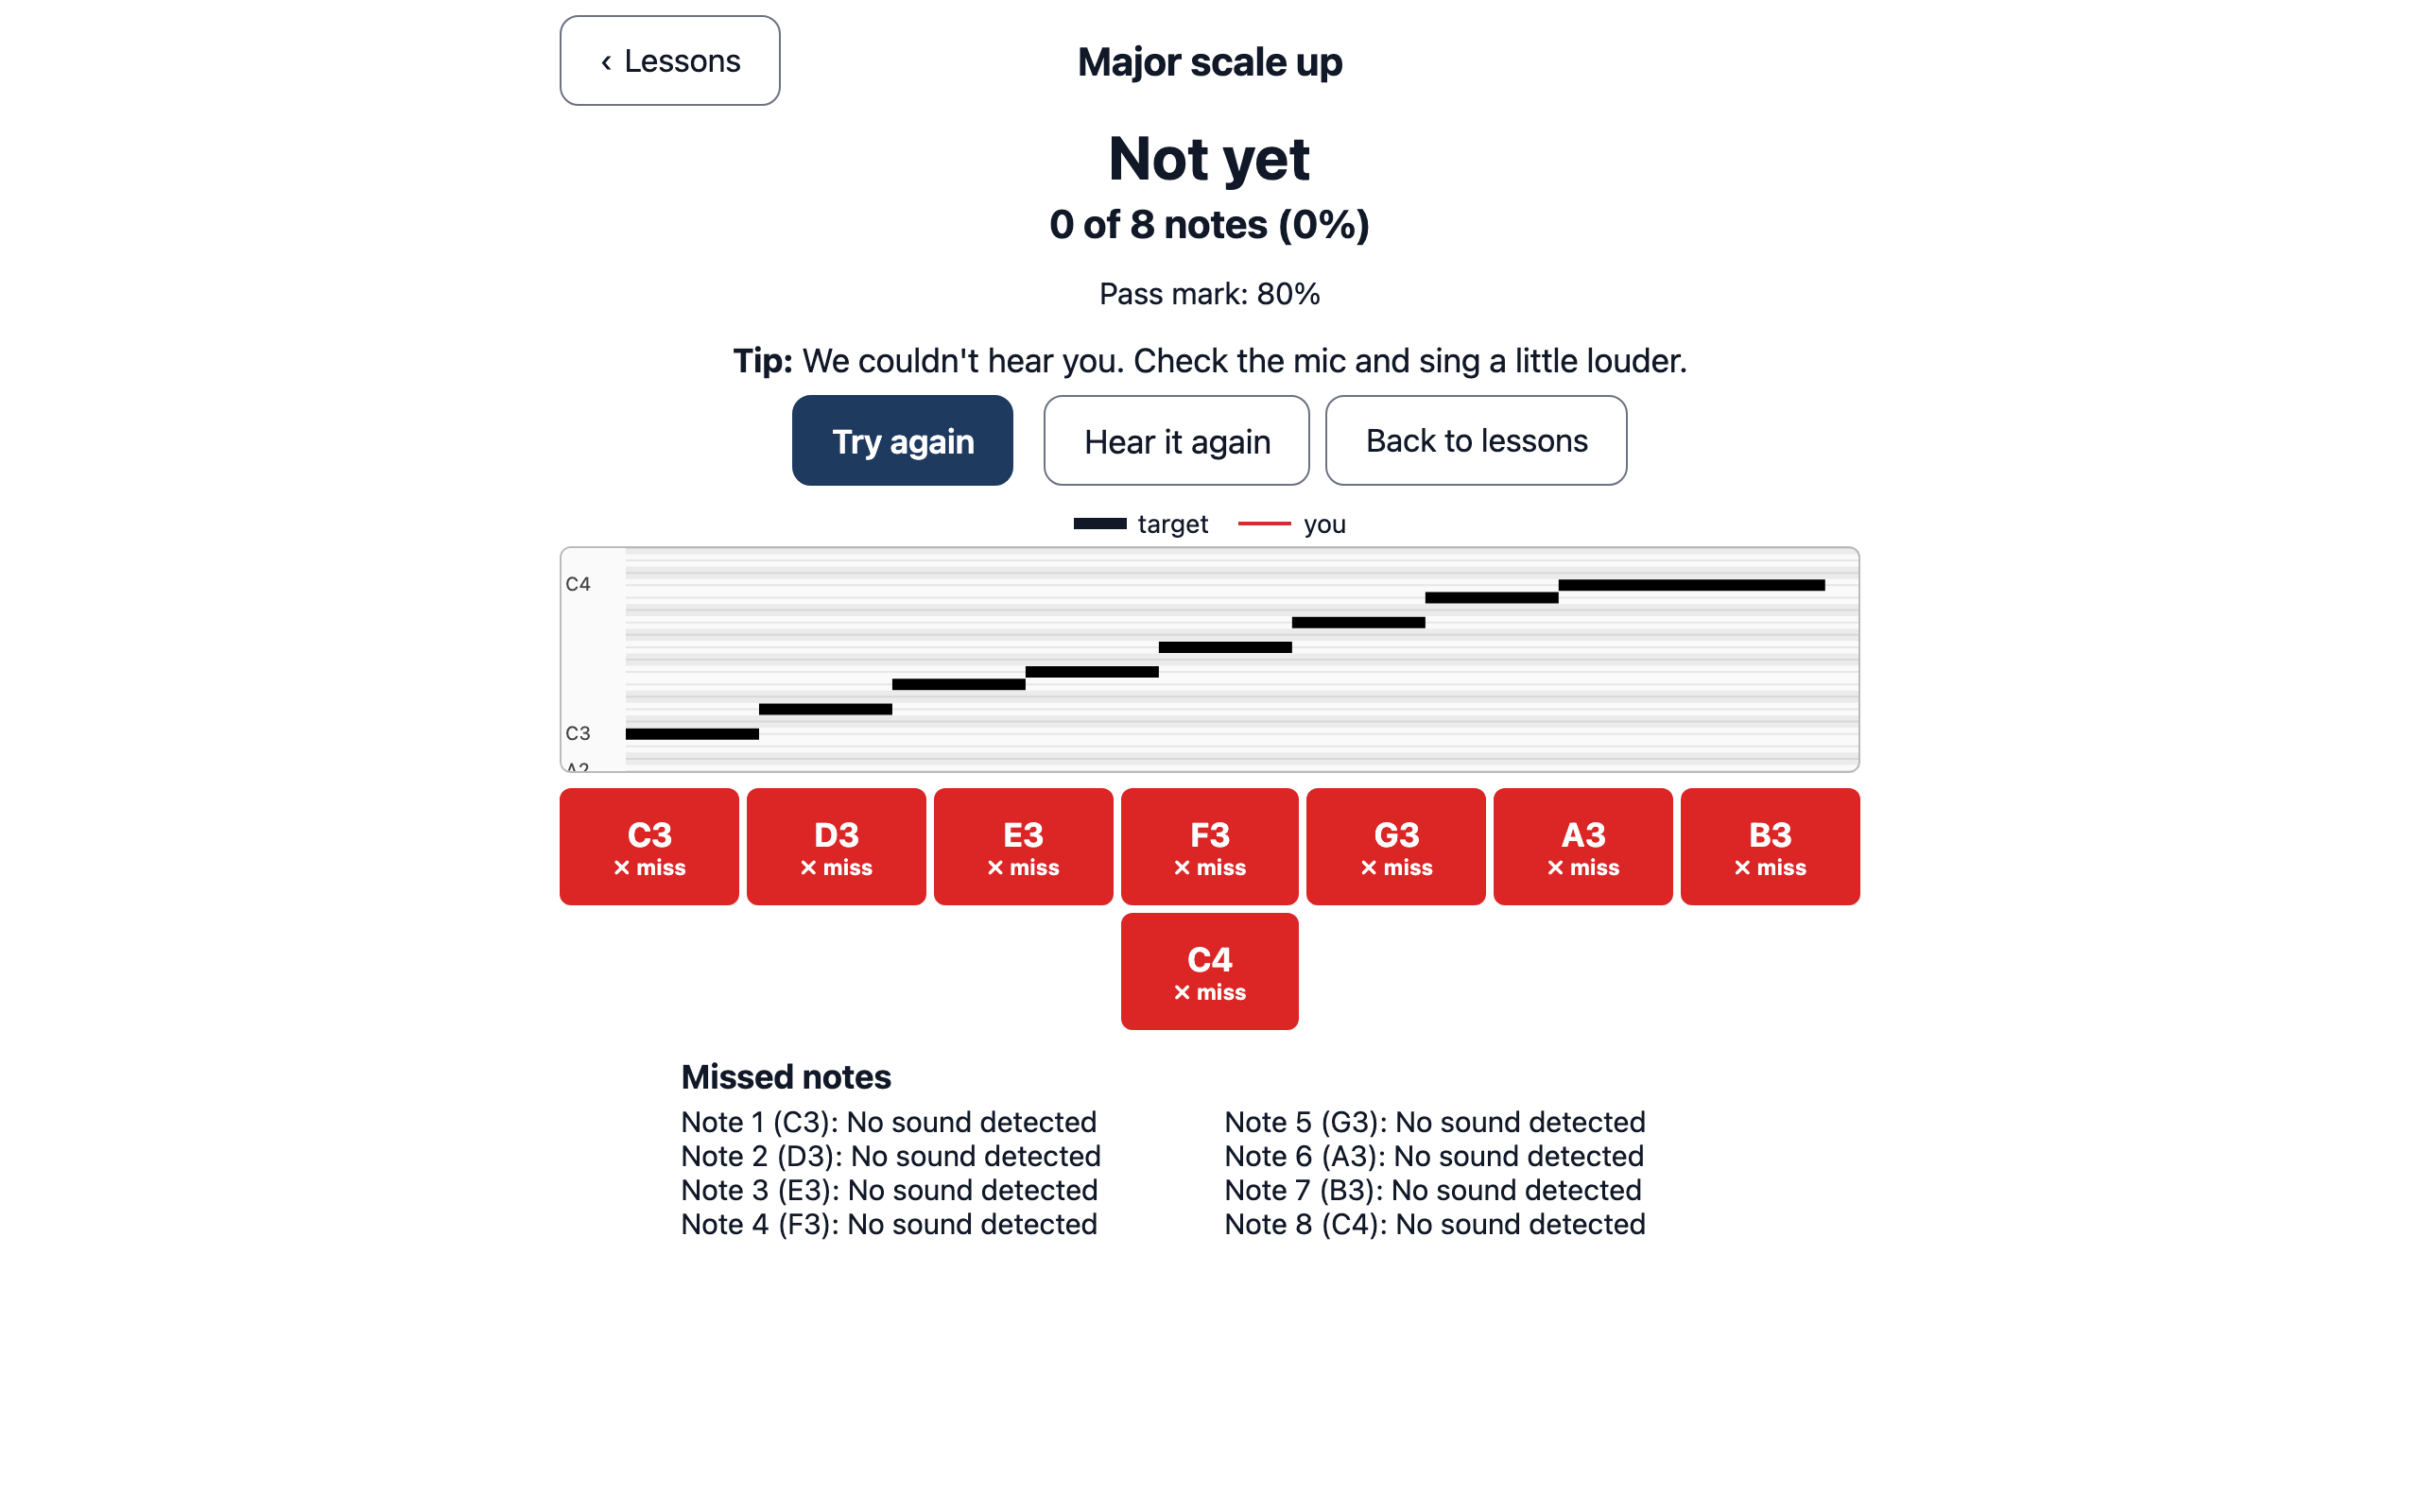 ‹ Lessons
Major scale up
Not yet
0 of 8 notes (0%)
Pass mark: 80%
Tip: We couldn't hear you. Check the mic and sing a little louder.
Try again
Hear it again
Back to lessons
target
you
C4
C3
A2
C3
× miss
D3
× miss
E3
× miss
F3
× miss
G3
× miss
A3
× miss
B3
× miss
C4
× miss
Missed notes
Note 1 (C3): No sound detected
Note 2 (D3): No sound detected
Note 3 (E3): No sound detected
Note 4 (F3): No sound detected
Note 5 (G3): No sound detected
Note 6 (A3): No sound detected
Note 7 (B3): No sound detected
Note 8 (C4): No sound detected